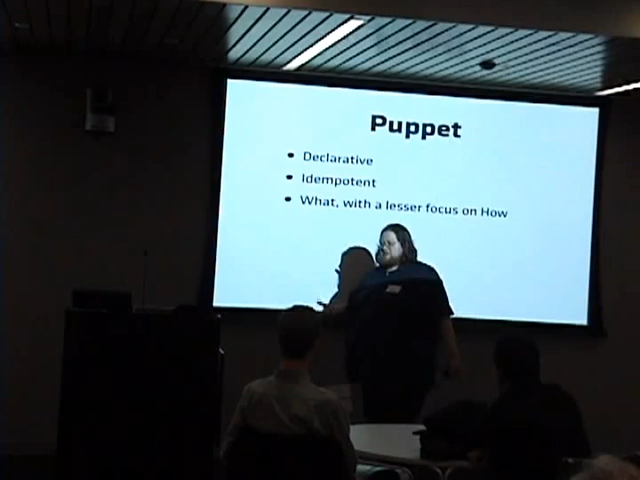 Puppet
• Declarative
• Idempotent
• What, with a lesser focus on How